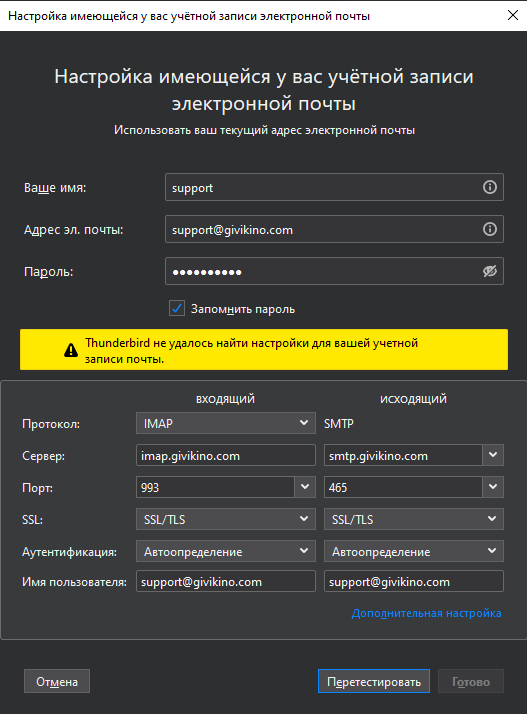 Настройка имеющейся у вас учётной записи электронной почты
Настройка имеющейся у вас учётной записи
электронной почты
Использовать ваш текущий адрес электронной почты
Ваше имя: support
Адрес эл. почты: support@givikino.com
Пароль: ●●●●●●●●●●
Запомнить пароль
Thunderbird не удалось найти настройки для вашей учетной
записи почты.
ВХОДЯЩИЙ ИСХОДЯЩИЙ
Протокол: IMAP SMTP
Сервер: imap.givikino.com smtp.givikino.com
Порт: 993 465
SSL: SSL/TLS SSL/TLS
Аутентификация: Автоопределение Автоопределение
Имя пользователя: support@givikino.com support@givikino.com
Дополнительная настройка
Отмена Перетестировать Готово